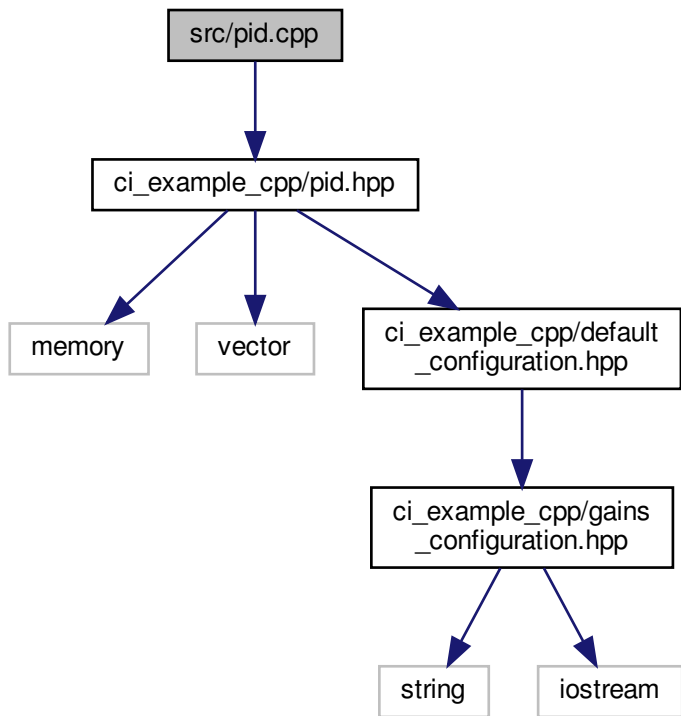 src/pid.cpp
ci_example_cpp/pid.hpp
memory
vector
ci_example_cpp/default
_configuration.hpp
ci_example_cpp/gains
_configuration.hpp
string
iostream